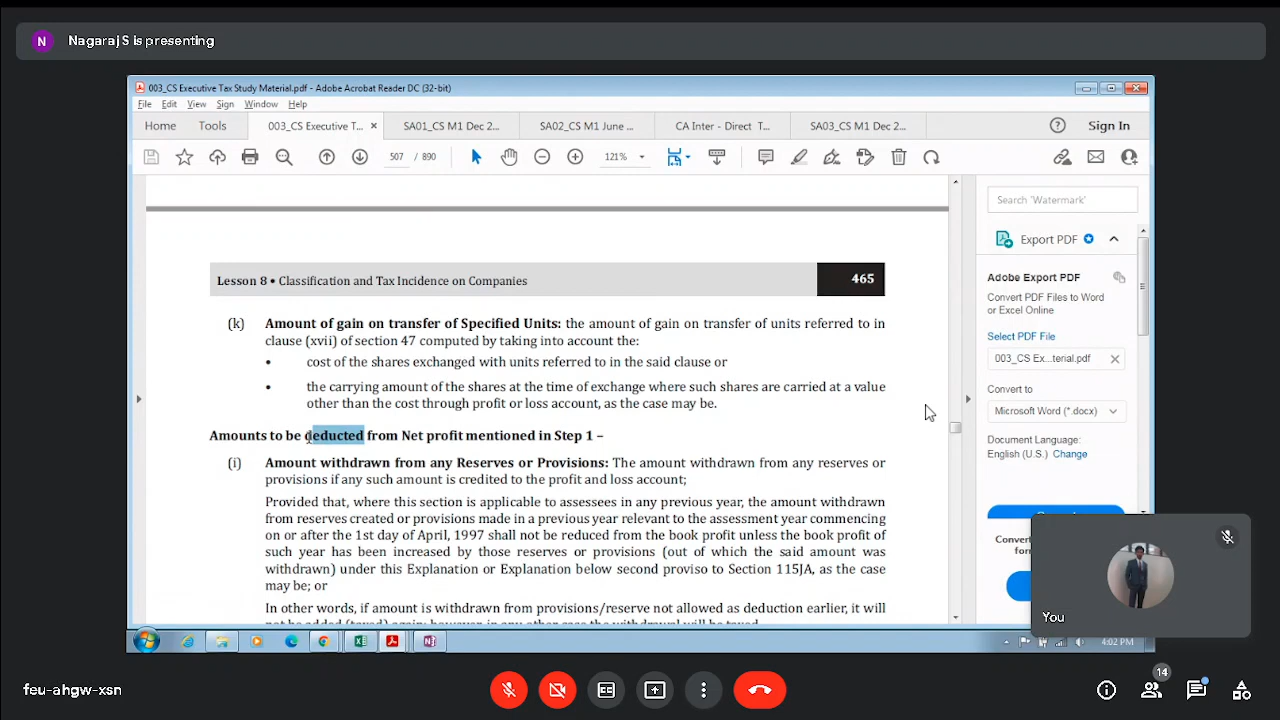 N
Nagaraj S is presenting
003_CS Executive Tax Study Material.pdf - Adobe Acrobat Reader DC (32-bit)
File Edit View Sign Window Help
Home Tools 003_CS Executive T... × SA01_CS M1 Dec 2... SA02_CS M1 June ... CA Inter - Direct T... SA03_CS M1 Dec 2... Sign In
507 / 890 121%
Search 'Watermark'
Export PDF
Adobe Export PDF
Convert PDF Files to Word
or Excel Online
Select PDF File
003_CS Ex...terial.pdf ×
Convert to
Microsoft Word (*.docx)
Document Language:
English (U.S.) Change
Lesson 8 • Classification and Tax Incidence on Companies 465
(k) Amount of gain on transfer of Specified Units: the amount of gain on transfer of units referred to in
clause (xvii) of section 47 computed by taking into account the:
• cost of the shares exchanged with units referred to in the said clause or
• the carrying amount of the shares at the time of exchange where such shares are carried at a value
other than the cost through profit or loss account, as the case may be.
Amounts to be deducted from Net profit mentioned in Step 1 –
(i) Amount withdrawn from any Reserves or Provisions: The amount withdrawn from any reserves or
provisions if any such amount is credited to the profit and loss account;
Provided that, where this section is applicable to assessees in any previous year, the amount withdrawn
from reserves created or provisions made in a previous year relevant to the assessment year commencing
on or after the 1st day of April, 1997 shall not be reduced from the book profit unless the book profit of
such year has been increased by those reserves or provisions (out of which the said amount was
withdrawn) under this Explanation or Explanation below second proviso to Section 115JA, as the case
may be; or
In other words, if amount is withdrawn from provisions/reserve not allowed as deduction earlier, it will
not be added (taxed) again; however in any other case the withdrawal will be taxed.
You
4:02 PM
feu-ahgw-xsn
14